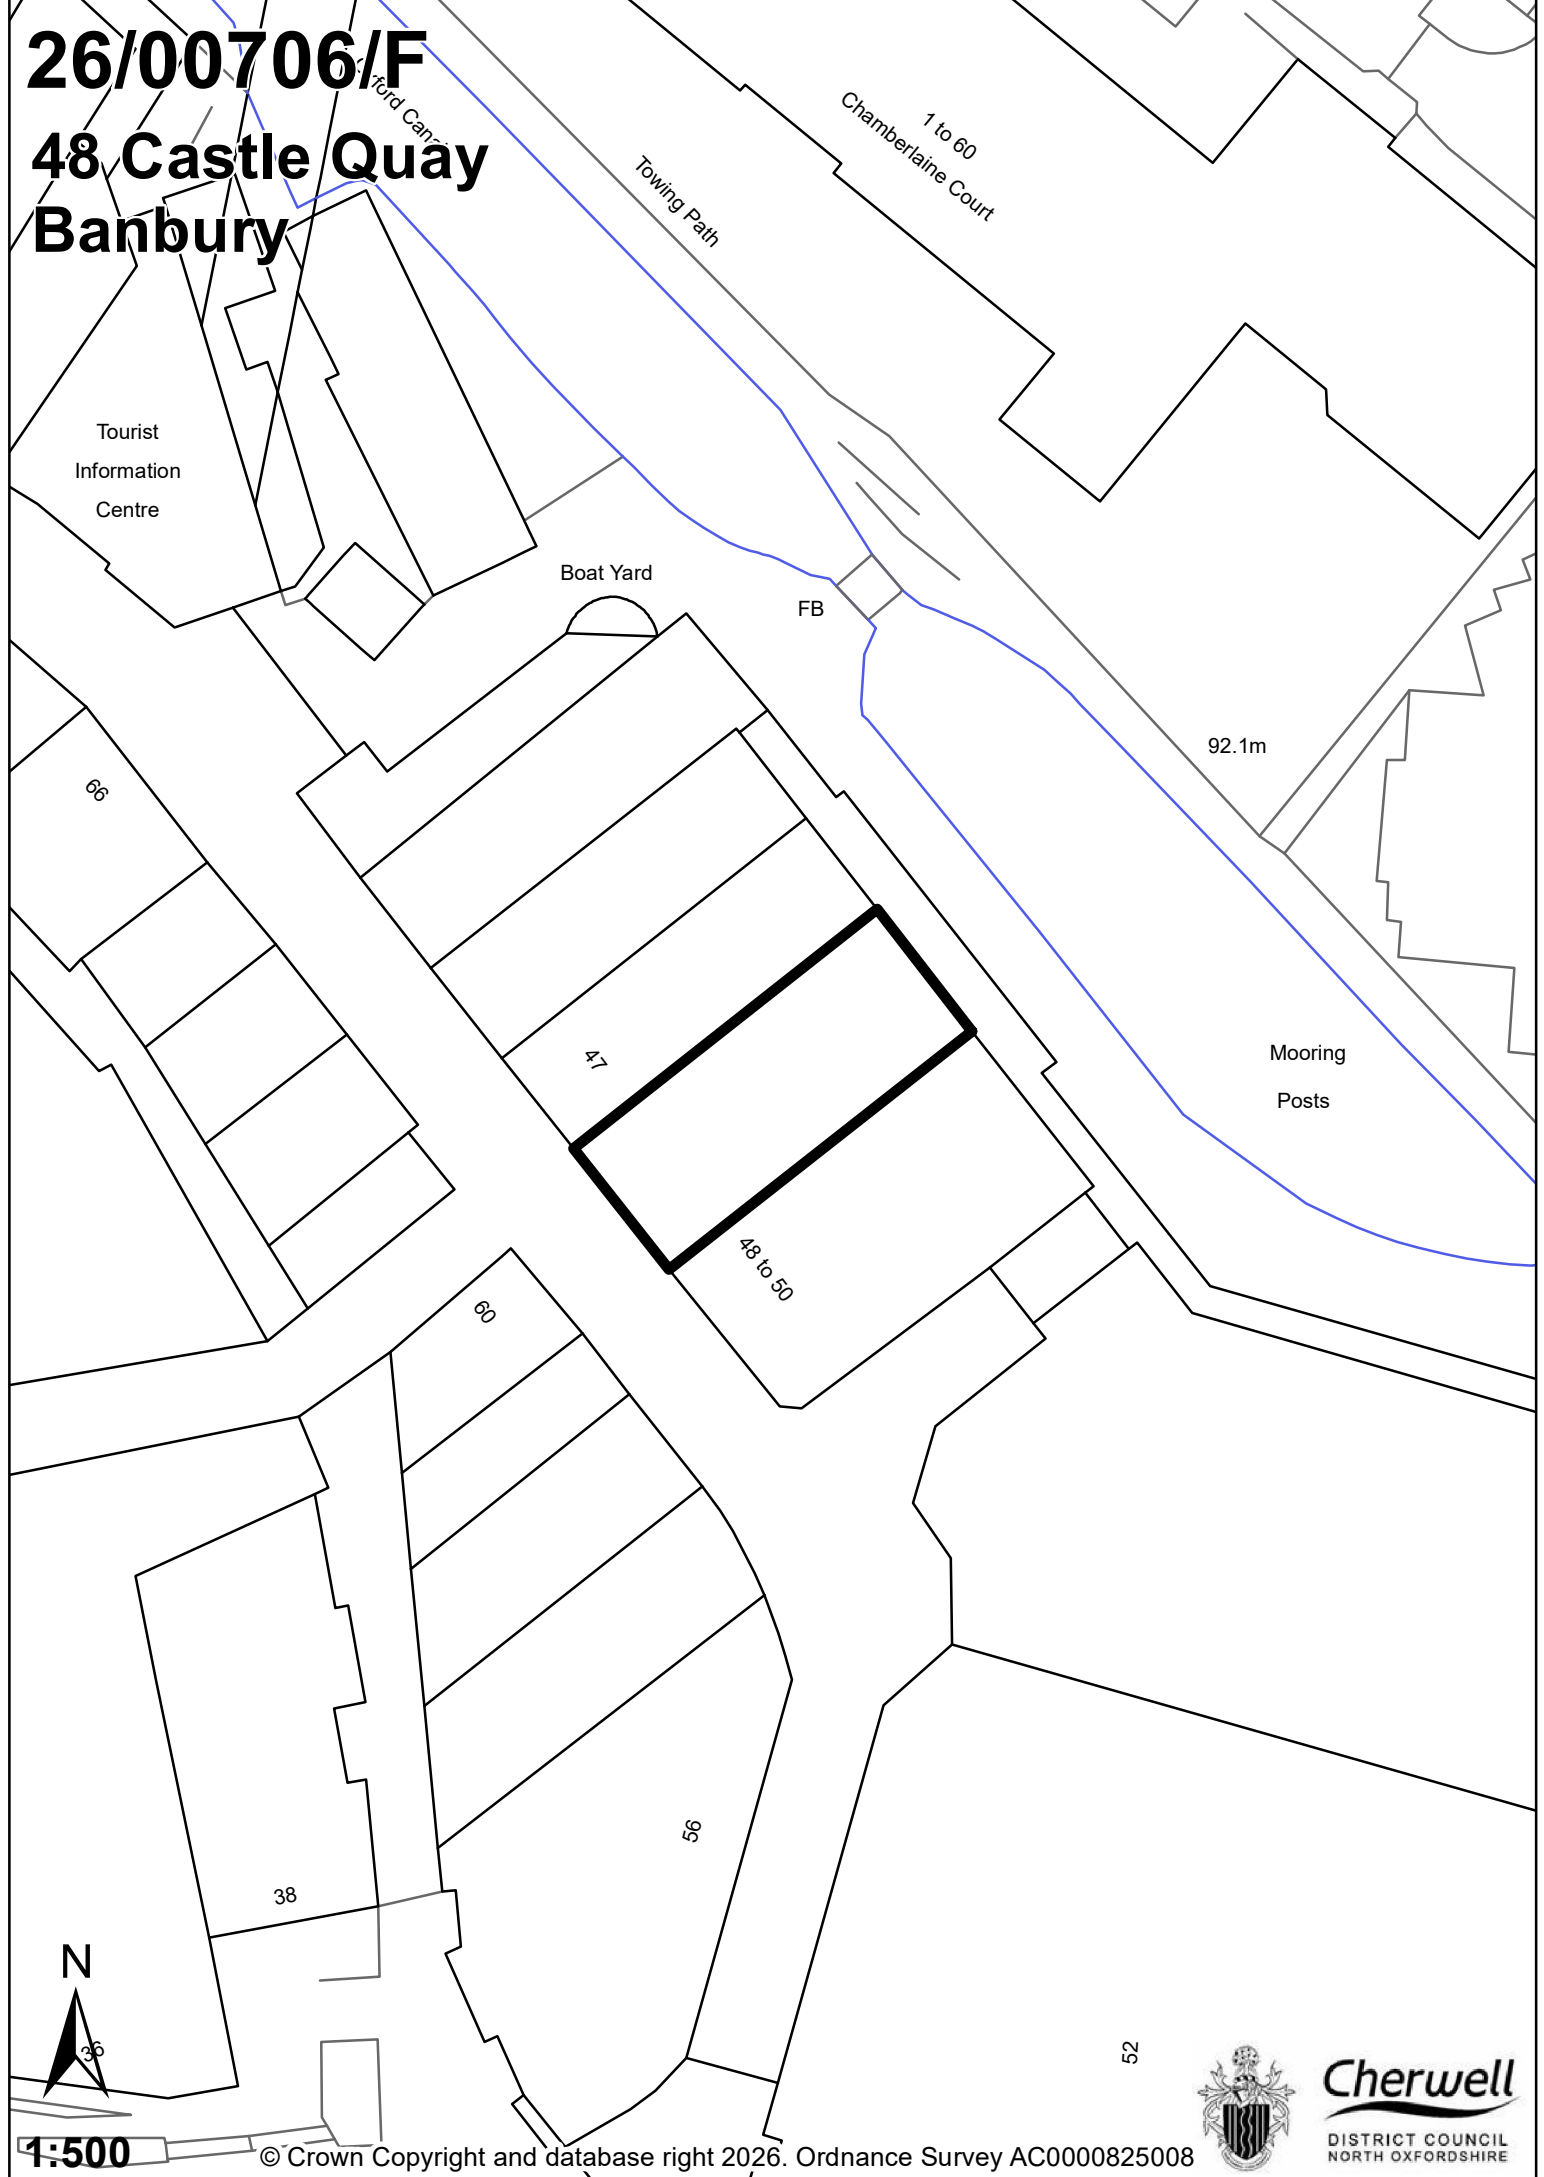 26/00706/F
48 Castle Quay
Banbury
Towing Path
1 to 60
Chamberlaine Court
Tourist
Information
Centre
Boat Yard
FB
92.1m
66
47
Mooring
Posts
48 to 50
60
56
38
N
36
52
1:500
© Crown Copyright and database right 2026. Ordnance Survey AC0000825008
Cherwell
DISTRICT COUNCIL
NORTH OXFORDSHIRE